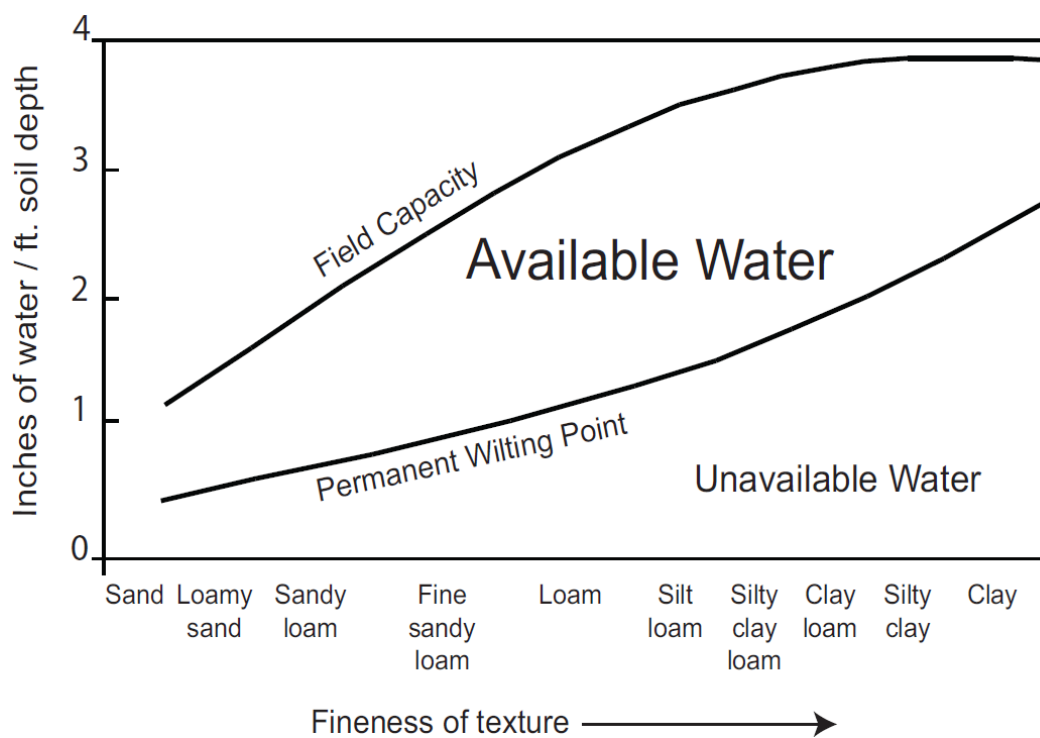 Inches of water / ft. soil depth
4
3
2
1
0
Field Capacity
Available Water
Permanent Wilting Point
Unavailable Water
Sand
Loamy
sand
Sandy
loam
Fine
sandy
loam
Loam
Silt
loam
Silty
clay
loam
Clay
loam
Silty
clay
Clay
Fineness of texture